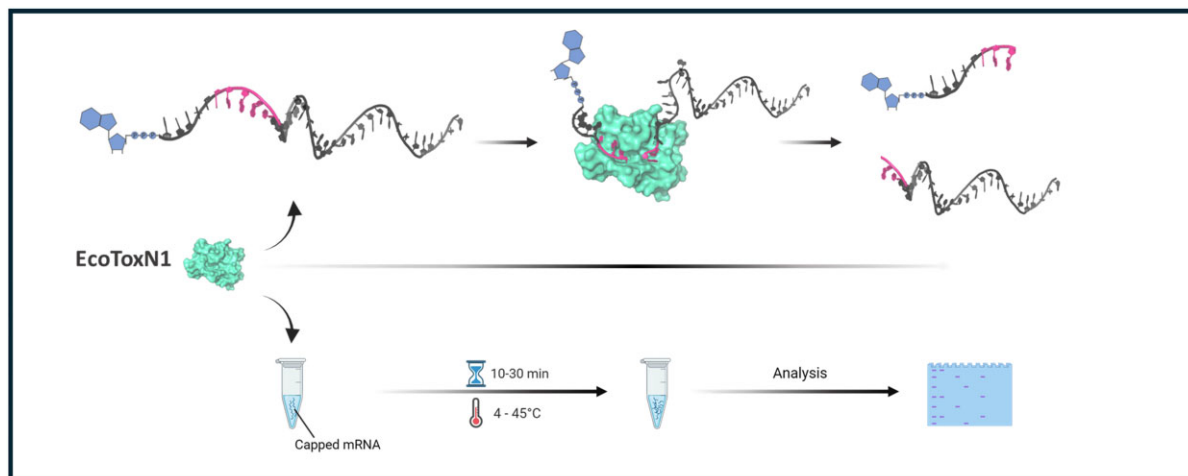 EcoToxN1
10-30 min
Analysis
4 - 45°C
Capped mRNA